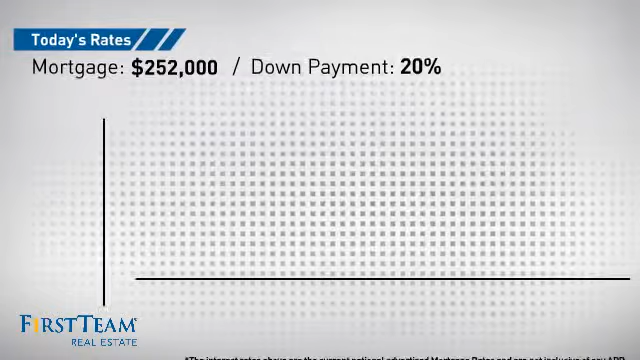 Today's Rates
Mortgage: $252,000 / Down Payment: 20%
FIRSTTEAM®
REAL ESTATE
*The interest rates above are the current national advertised Mortgage Rates and are not inclusive of any APR